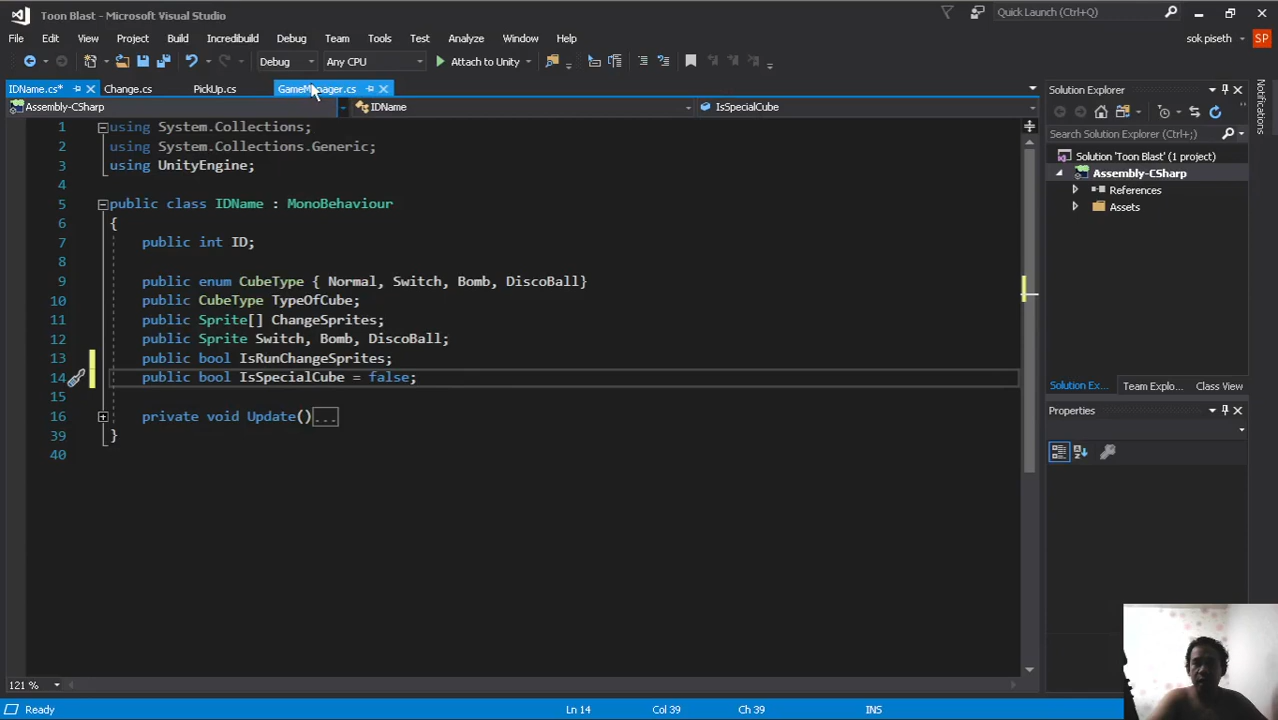 Toon Blast - Microsoft Visual Studio
Quick Launch (Ctrl+Q)
File Edit View Project Build Incredibuild Debug Team Tools Test Analyze Window Help
sok piseth SP
Debug Any CPU Attach to Unity
IDName.cs* Change.cs PickUp.cs GameManager.cs
Assembly-CSharp IDName IsSpecialCube
1 using System.Collections;
2 using System.Collections.Generic;
3 using UnityEngine;
4
5 public class IDName : MonoBehaviour
6 {
7 public int ID;
8
9 public enum CubeType { Normal, Switch, Bomb, DiscoBall}
10 public CubeType TypeOfCube;
11 public Sprite[] ChangeSprites;
12 public Sprite Switch, Bomb, DiscoBall;
13 public bool IsRunChangeSprites;
14 public bool IsSpecialCube = false;
15
16 private void Update()...
39 }
40
121 %
Solution Explorer
Search Solution Explorer (Ctrl+;)
Solution 'Toon Blast' (1 project)
Assembly-CSharp
References
Assets
Solution Ex... Team Explo... Class View
Properties
Notifications
Ready Ln 14 Col 39 Ch 39 INS